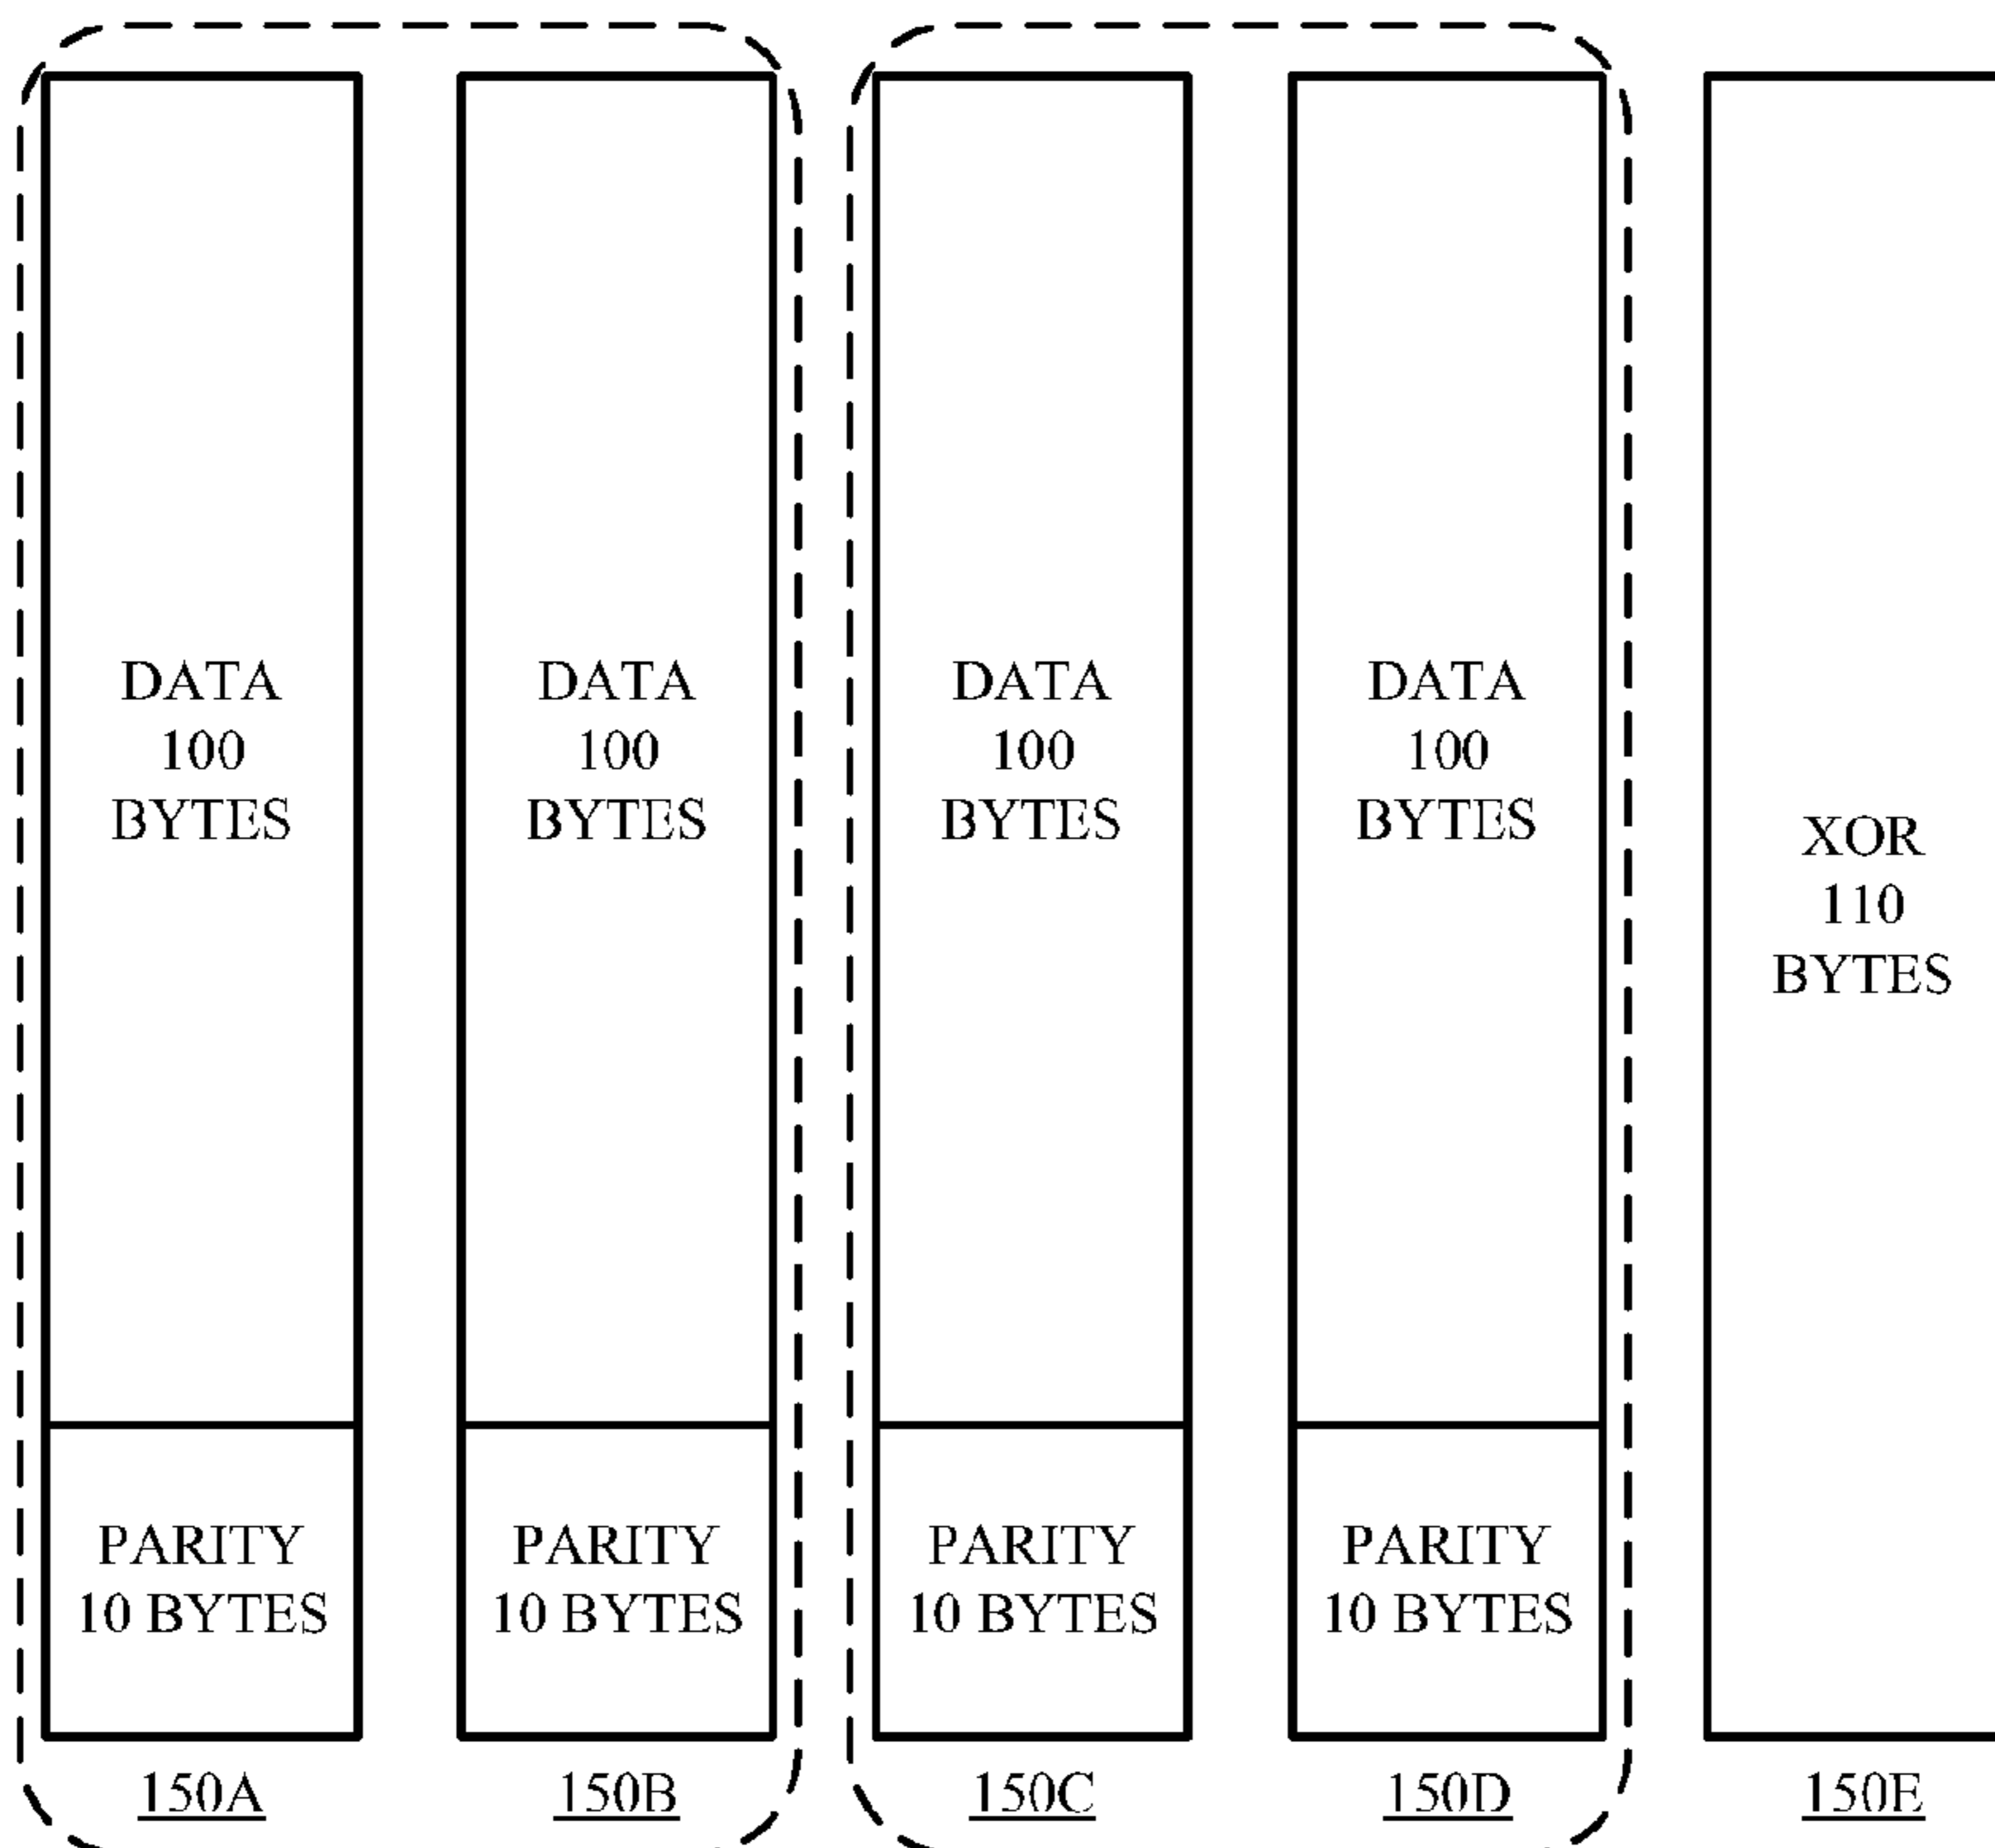 DATA
100
BYTES
DATA
100
BYTES
DATA
100
BYTES
DATA
100
BYTES
XOR
110
BYTES
PARITY
10 BYTES
PARITY
10 BYTES
PARITY
10 BYTES
PARITY
10 BYTES
150A
150B
150C
150D
150E